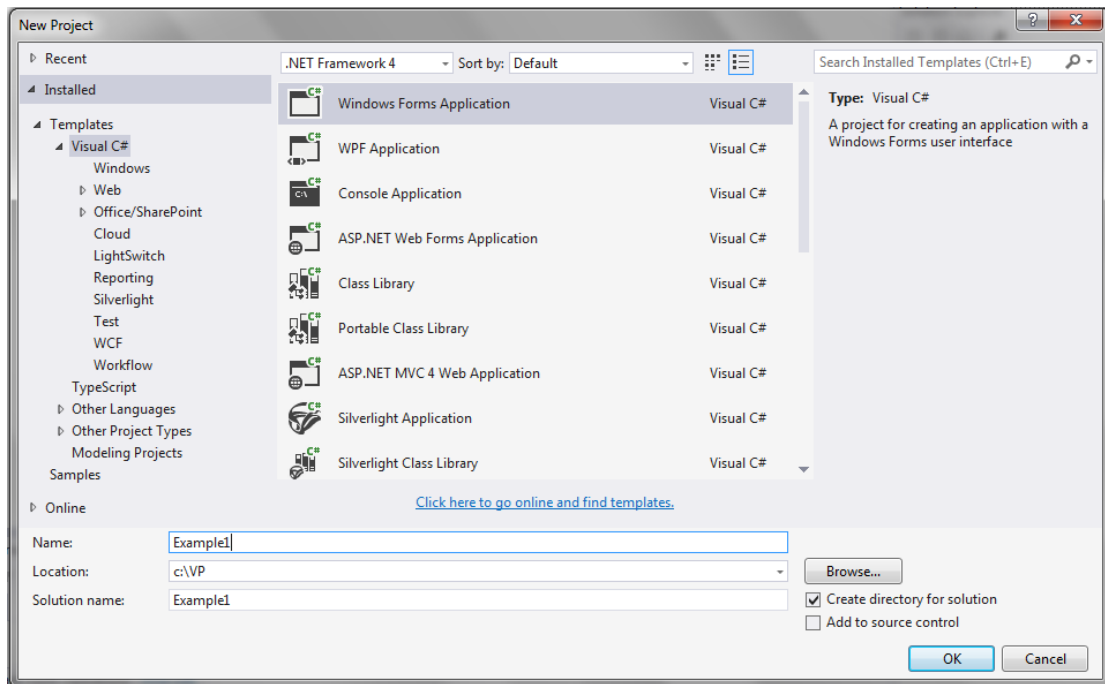 New Project
Recent
Installed
Templates
Visual C#
Windows
Web
Office/SharePoint
Cloud
LightSwitch
Reporting
Silverlight
Test
WCF
Workflow
TypeScript
Other Languages
Other Project Types
Modeling Projects
Samples
Online
.NET Framework 4 Sort by: Default
Windows Forms Application Visual C#
WPF Application Visual C#
Console Application Visual C#
ASP.NET Web Forms Application Visual C#
Class Library Visual C#
Portable Class Library Visual C#
ASP.NET MVC 4 Web Application Visual C#
Silverlight Application Visual C#
Silverlight Class Library Visual C#
Click here to go online and find templates.
Search Installed Templates (Ctrl+E)
Type: Visual C#
A project for creating an application with a
Windows Forms user interface
Name: Example1
Location: c:\VP Browse...
Solution name: Example1 Create directory for solution
Add to source control
OK Cancel